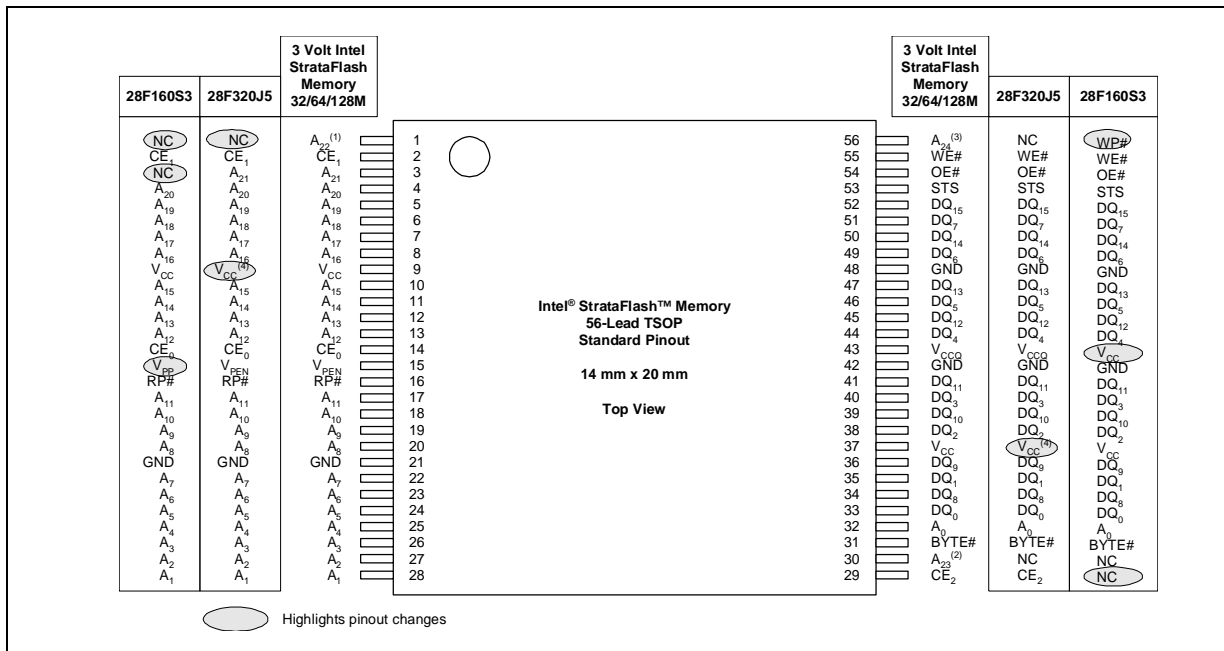 3 Volt Intel
StrataFlash
Memory
32/64/128M
28F160S3 28F320J5
3 Volt Intel
StrataFlash
Memory
32/64/128M
28F320J5 28F160S3
NC NC A22(1) 1 56 A24(3) NC WP#
CE1 CE1 CE1 2 55 WE# WE# WE#
NC A21 A21 3 54 OE# OE# OE#
A20 A20 A20 4 53 STS STS STS
A19 A19 A19 5 52 DQ15 DQ15 DQ15
A18 A18 A18 6 51 DQ7 DQ7 DQ7
A17 A17 A17 7 50 DQ14 DQ14 DQ14
A16 A16 A16 8 49 DQ6 DQ6 DQ6
VCC VCC(4) VCC 9 48 GND GND GND
A15 A15 A15 10 47 DQ13 DQ13 DQ13
A14 A14 A14 11 46 DQ5 DQ5 DQ5
A13 A13 A13 12 45 DQ12 DQ12 DQ12
A12 A12 A12 13 44 DQ4 DQ4 DQ4
CE0 CE0 CE0 14 43 VCCQ VCCQ VCC
VPP VPEN VPEN 15 42 GND GND GND
RP# RP# RP# 16 41 DQ11 DQ11 DQ11
A11 A11 A11 17 40 DQ3 DQ3 DQ3
A10 A10 A10 18 39 DQ10 DQ10 DQ10
A9 A9 A9 19 38 DQ2 DQ2 DQ2
A8 A8 A8 20 37 VCC VCC(4) VCC
GND GND GND 21 36 DQ9 DQ9 DQ9
A7 A7 A7 22 35 DQ1 DQ1 DQ1
A6 A6 A6 23 34 DQ8 DQ8 DQ8
A5 A5 A5 24 33 DQ0 DQ0 DQ0
A4 A4 A4 25 32 A0 A0 A0
A3 A3 A3 26 31 BYTE# BYTE# BYTE#
A2 A2 A2 27 30 A23(2) NC NC
A1 A1 A1 28 29 CE2 CE2 NC
Intel® StrataFlash™ Memory
56-Lead TSOP
Standard Pinout
14 mm x 20 mm
Top View
Highlights pinout changes